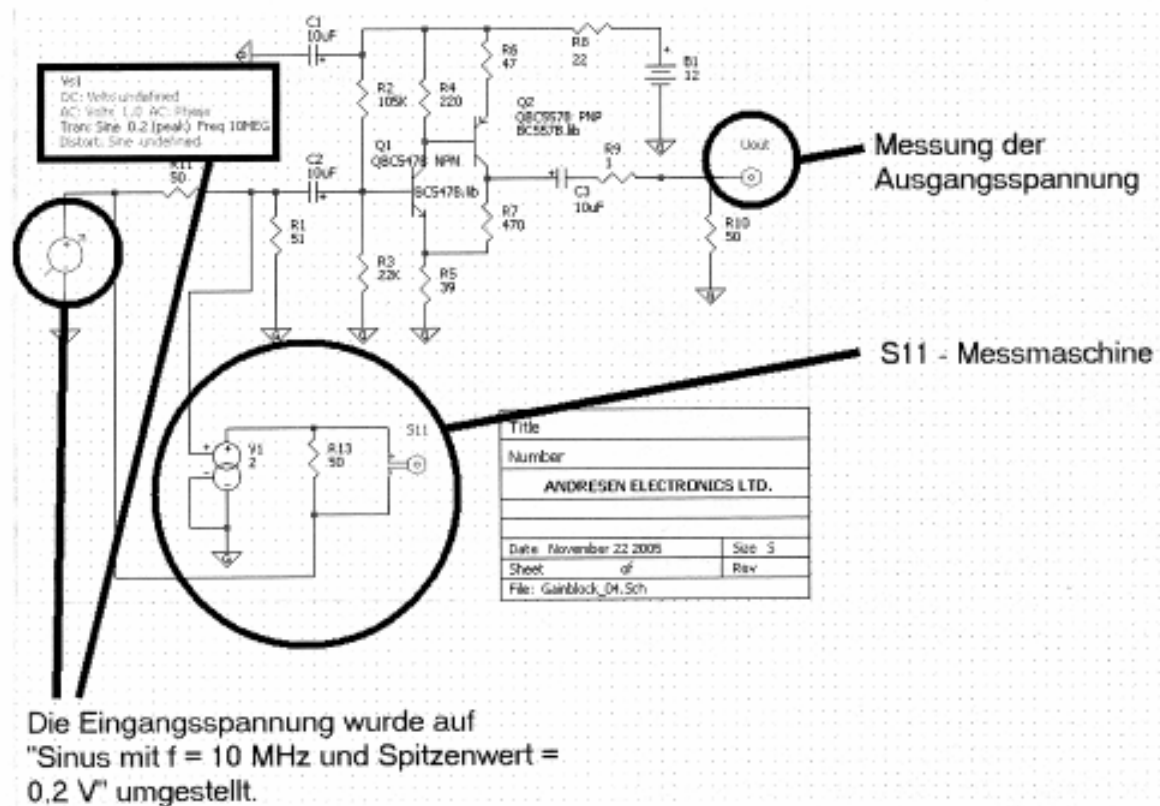 C1
10uF
Vs1
DC: Volts undefined
AC: Volts 1.0 AC: Phase
Tran: Sine 0.2 (peak) Freq 10MEG
Distort: Sine undefined
R11
50
R2
105K
R4
220
R6
47
R8
22
B1
12
Q2
QBC557B PNP
BC557B.lib
Q1
QBC547B NPN
BC547B.lib
C2
10uF
R1
51
R3
22K
R5
39
R7
470
C3
10uF
R9
1
Uout
R10
50
Messung der
Ausgangsspannung
S11 - Messmaschine
V1
2
R13
50
S11
Title
Number
ANDRESEN ELECTRONICS LTD.
Date November 22 2005 Size S
Sheet of Rev
File: Gainblock_04.Sch
Die Eingangsspannung wurde auf
"Sinus mit f = 10 MHz und Spitzenwert =
0,2 V" umgestellt.